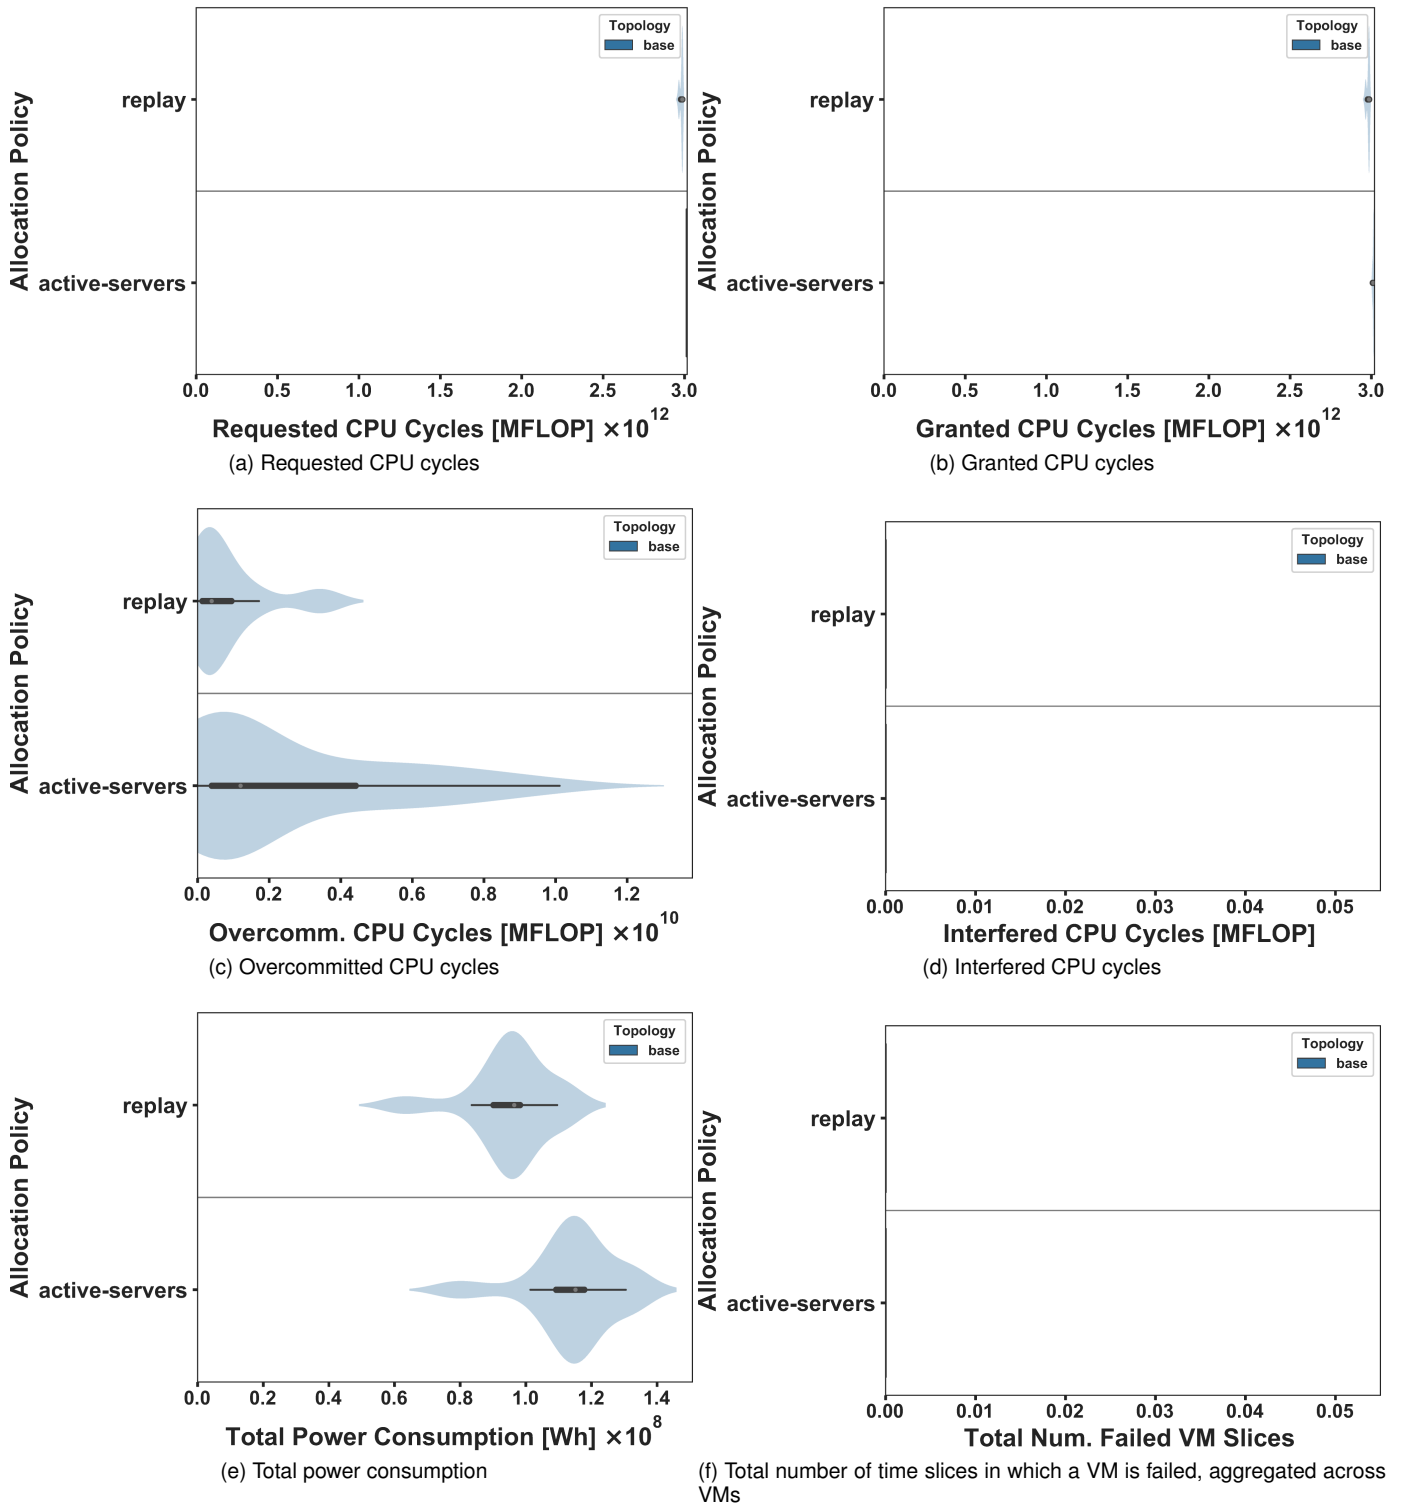 Allocation Policy
replay
active-servers
Topology
base
0.0 0.5 1.0 1.5 2.0 2.5 3.0
Requested CPU Cycles [MFLOP] ×10^12
(a) Requested CPU cycles
Allocation Policy
replay
active-servers
Topology
base
0.0 0.5 1.0 1.5 2.0 2.5 3.0
Granted CPU Cycles [MFLOP] ×10^12
(b) Granted CPU cycles
Allocation Policy
replay
active-servers
Topology
base
0.0 0.2 0.4 0.6 0.8 1.0 1.2
Overcomm. CPU Cycles [MFLOP] ×10^10
(c) Overcommitted CPU cycles
Allocation Policy
replay
active-servers
Topology
base
0.00 0.01 0.02 0.03 0.04 0.05
Interfered CPU Cycles [MFLOP]
(d) Interfered CPU cycles
Allocation Policy
replay
active-servers
Topology
base
0.0 0.2 0.4 0.6 0.8 1.0 1.2 1.4
Total Power Consumption [Wh] ×10^8
(e) Total power consumption
Allocation Policy
replay
active-servers
Topology
base
0.00 0.01 0.02 0.03 0.04 0.05
Total Num. Failed VM Slices
(f) Total number of time slices in which a VM is failed, aggregated across
VMs